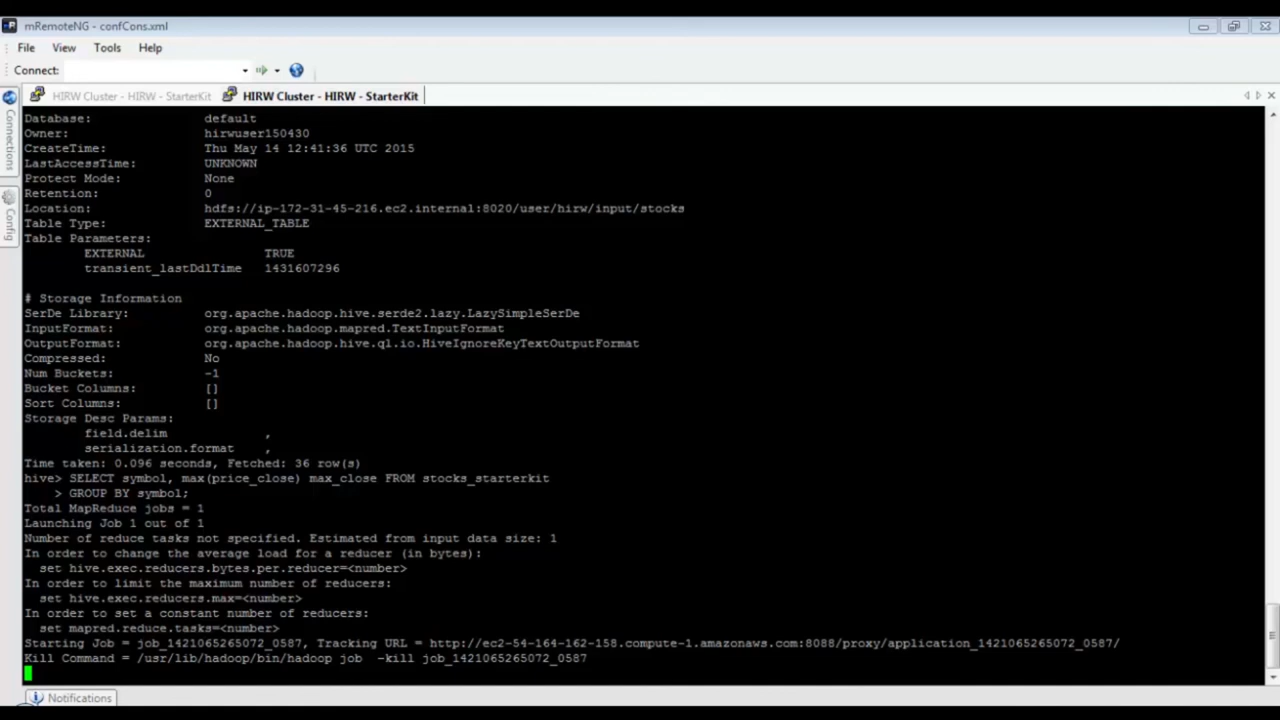 mRemoteNG - confCons.xml
File View Tools Help
Connect:
HIRW Cluster - HIRW - StarterKit HIRW Cluster - HIRW - StarterKit
Connections
Config
Database: default
Owner: hirwuser150430
CreateTime: Thu May 14 12:41:36 UTC 2015
LastAccessTime: UNKNOWN
Protect Mode: None
Retention: 0
Location: hdfs://ip-172-31-45-216.ec2.internal:8020/user/hirw/input/stocks
Table Type: EXTERNAL_TABLE
Table Parameters:
EXTERNAL TRUE
transient_lastDdlTime 1431607296
# Storage Information
SerDe Library: org.apache.hadoop.hive.serde2.lazy.LazySimpleSerDe
InputFormat: org.apache.hadoop.mapred.TextInputFormat
OutputFormat: org.apache.hadoop.hive.ql.io.HiveIgnoreKeyTextOutputFormat
Compressed: No
Num Buckets: -1
Bucket Columns: []
Sort Columns: []
Storage Desc Params:
field.delim ,
serialization.format ,
Time taken: 0.096 seconds, Fetched: 36 row(s)
hive> SELECT symbol, max(price_close) max_close FROM stocks_starterkit
> GROUP BY symbol;
Total MapReduce jobs = 1
Launching Job 1 out of 1
Number of reduce tasks not specified. Estimated from input data size: 1
In order to change the average load for a reducer (in bytes):
set hive.exec.reducers.bytes.per.reducer=<number>
In order to limit the maximum number of reducers:
set hive.exec.reducers.max=<number>
In order to set a constant number of reducers:
set mapred.reduce.tasks=<number>
Starting Job = job_1421065265072_0587, Tracking URL = http://ec2-54-164-162-158.compute-1.amazonaws.com:8088/proxy/application_1421065265072_0587/
Kill Command = /usr/lib/hadoop/bin/hadoop job -kill job_1421065265072_0587
Notifications